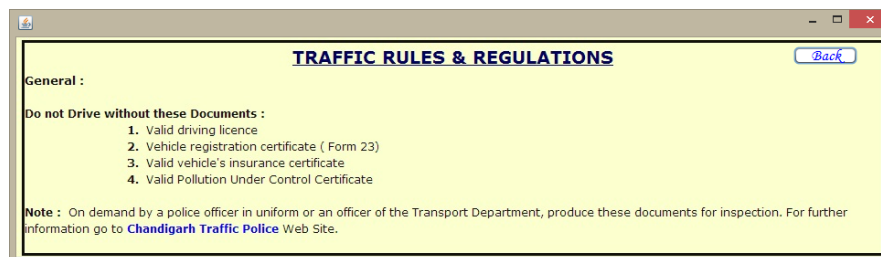 TRAFFIC RULES & REGULATIONS
Back
General :
Do not Drive without these Documents :
1. Valid driving licence
2. Vehicle registration certificate ( Form 23)
3. Valid vehicle's insurance certificate
4. Valid Pollution Under Control Certificate
Note : On demand by a police officer in uniform or an officer of the Transport Department, produce these documents for inspection. For further
information go to Chandigarh Traffic Police Web Site.